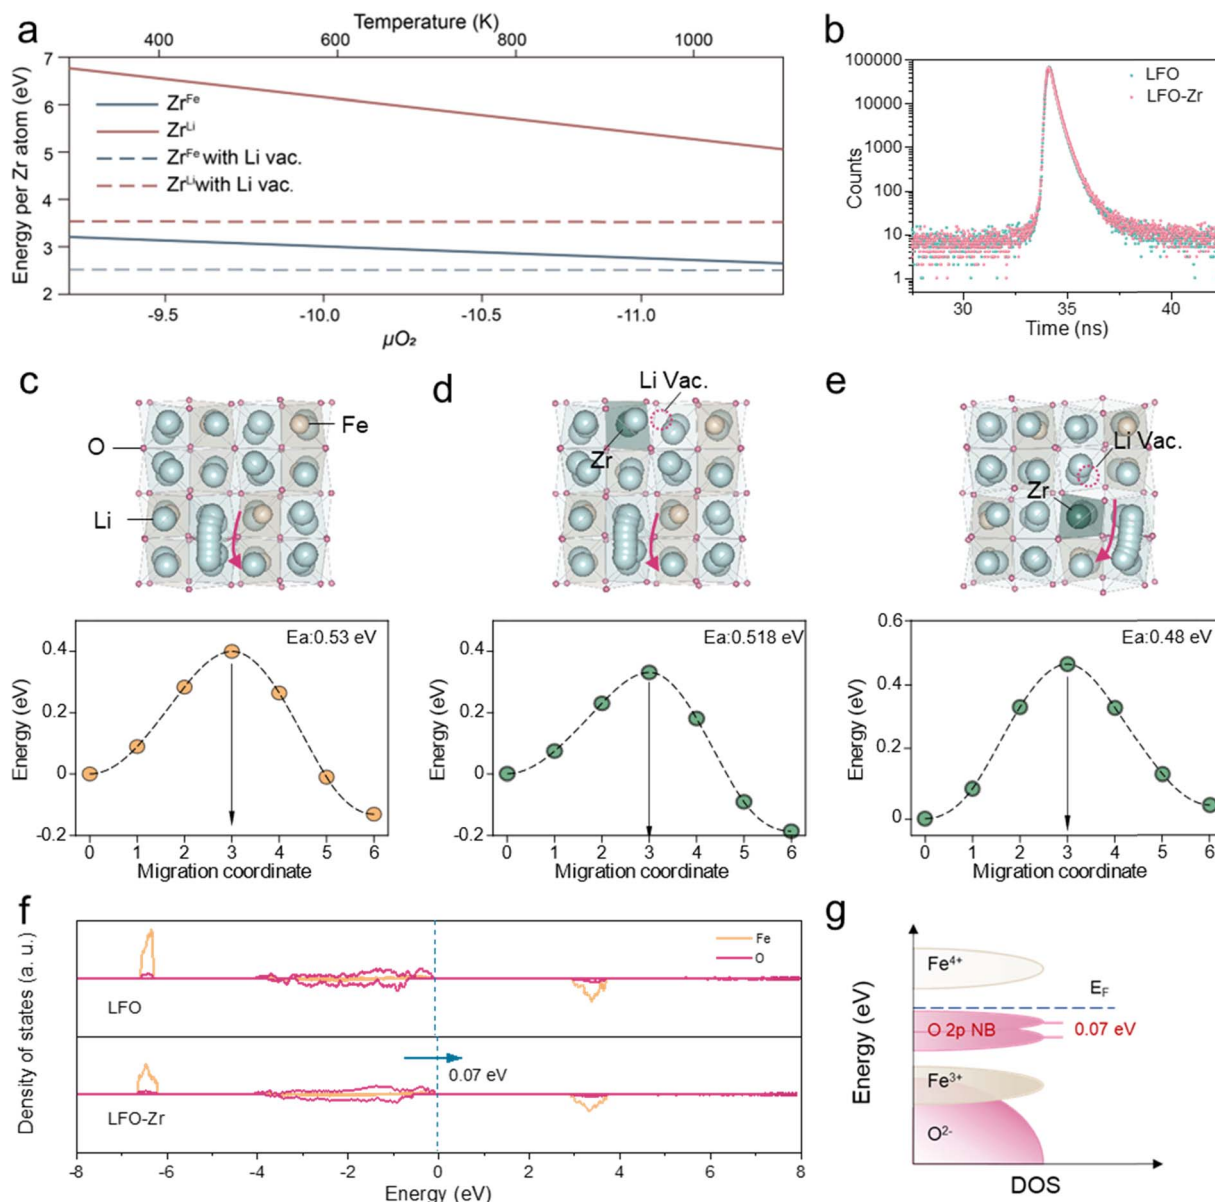 a
Temperature (K)
400 600 800 1000
Energy per Zr atom (eV)
7
6
5
4
3
2
Zr^Fe
Zr^Li
Zr^Fe with Li vac.
Zr^Li with Li vac.
-9.5 -10.0 -10.5 -11.0
μO₂
b
Counts
100000
10000
1000
100
10
1
LFO
LFO-Zr
30 35 40
Time (ns)
c
Fe
O
Li
Energy (eV)
0.4
0.2
0
-0.2
Ea:0.53 eV
0 1 2 3 4 5 6
Migration coordinate
d
Li Vac.
Zr
Energy (eV)
0.4
0.2
0
-0.2
Ea:0.518 eV
0 1 2 3 4 5 6
Migration coordinate
e
Li Vac.
Zr
Energy (eV)
0.6
0.4
0.2
0
Ea:0.48 eV
0 1 2 3 4 5 6
Migration coordinate
f
Density of states (a. u.)
Fe
O
LFO
0.07 eV
LFO-Zr
-8 -6 -4 -2 0 2 4 6 8
Energy (eV)
g
Energy (eV)
Fe⁴⁺
E_F
O 2p NB
0.07 eV
Fe³⁺
O²⁻
DOS